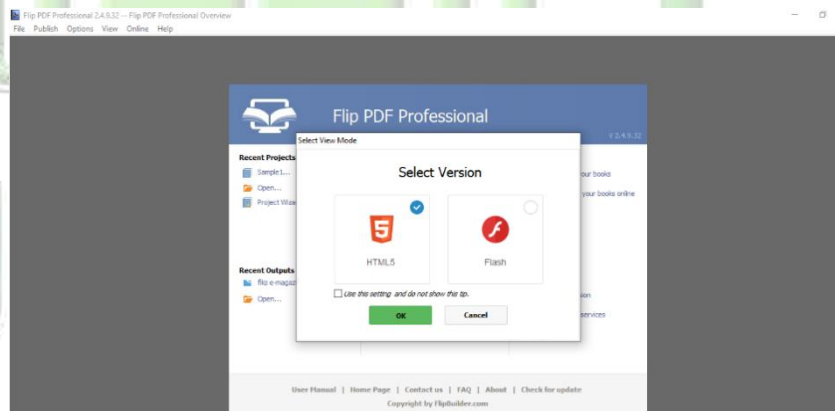 Flip PDF Professional 2.4.9.32 -- Flip PDF Professional Overview
File Publish Options View Online Help
Flip PDF Professional
V 2.4.9.32
Select View Mode
Select Version
Recent Projects
Sample1...
Open...
Project Wiza
our books
your books online
HTML5
Flash
Recent Outputs
Open...
Use this setting and do not show this tip.
OK Cancel
services
User Manual | Home Page | Contact us | FAQ | About | Check for update
Copyright by FlipBuilder.com